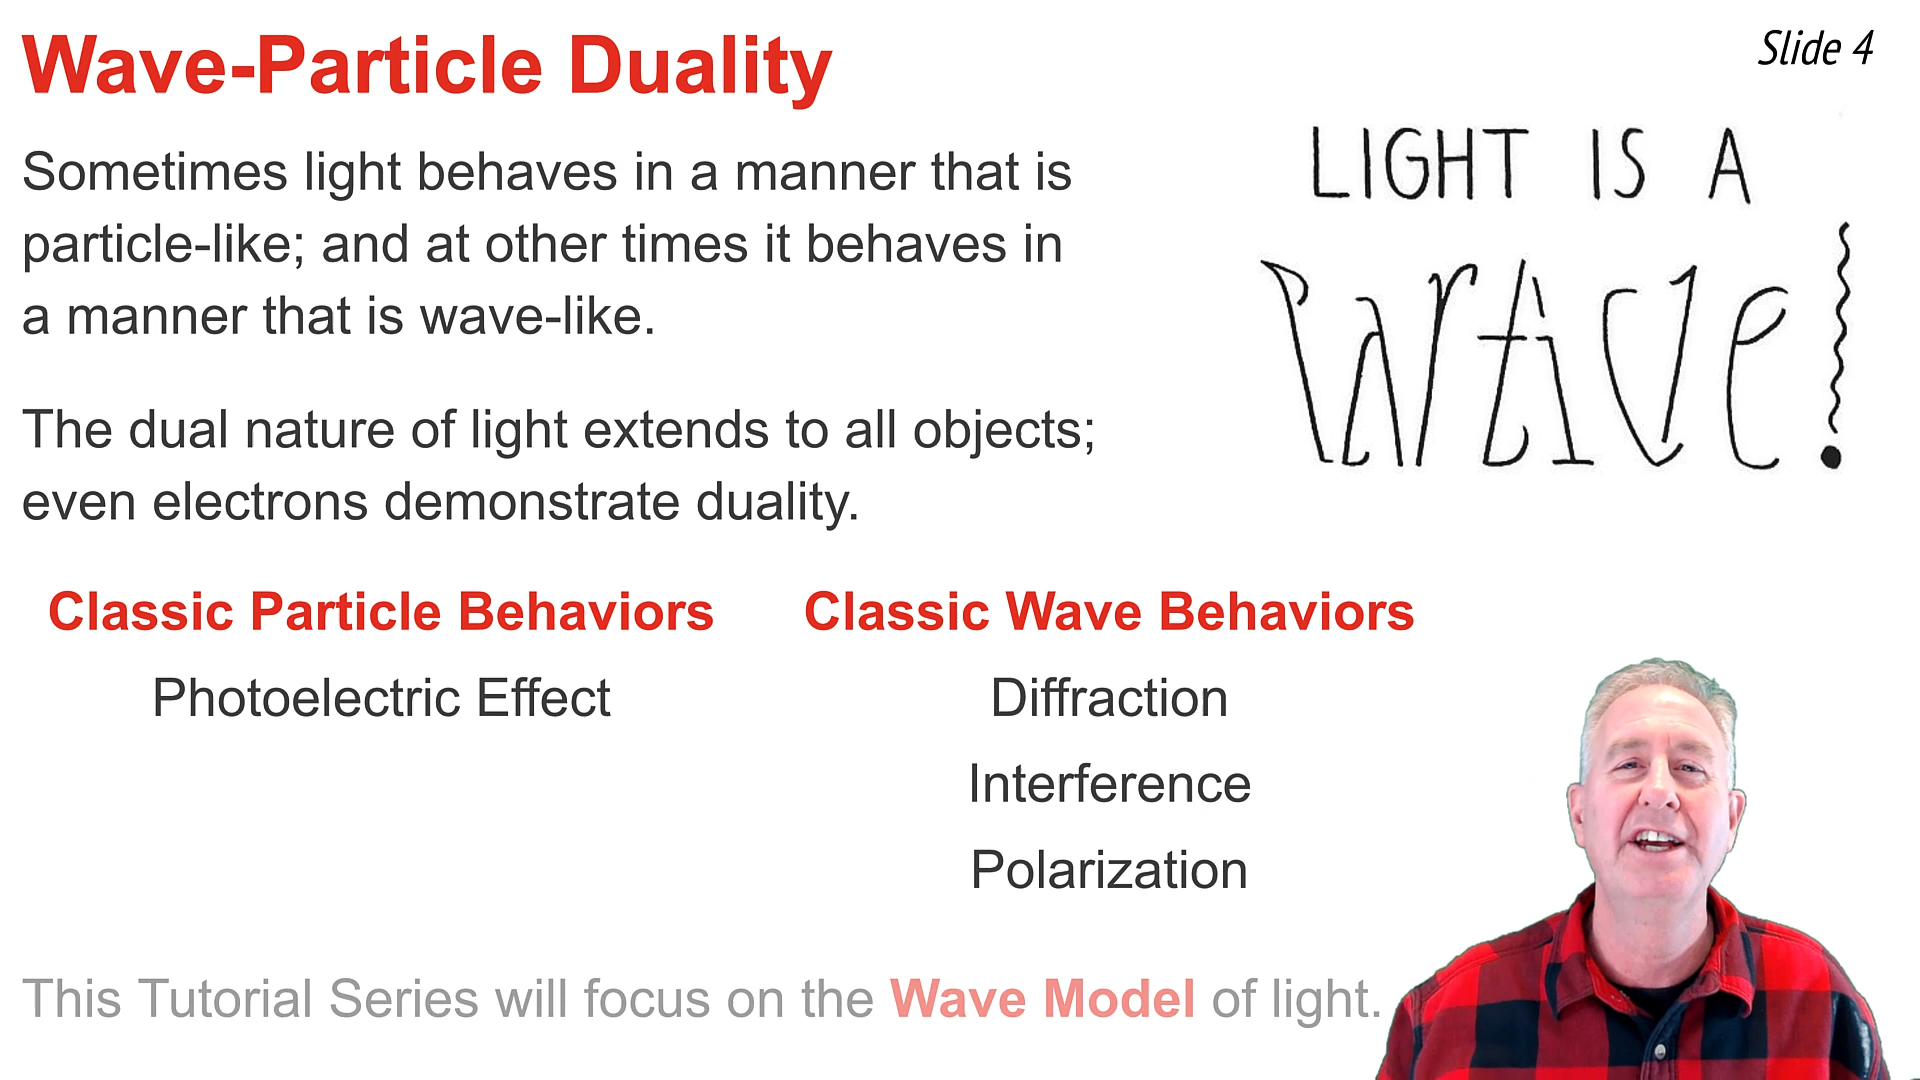 Wave-Particle Duality
Slide 4
Sometimes light behaves in a manner that is
particle-like; and at other times it behaves in
a manner that is wave-like.
The dual nature of light extends to all objects;
even electrons demonstrate duality.
LIGHT IS A
Classic Particle Behaviors
Photoelectric Effect
Classic Wave Behaviors
Diffraction
Interference
Polarization
This Tutorial Series will focus on the Wave Model of light.